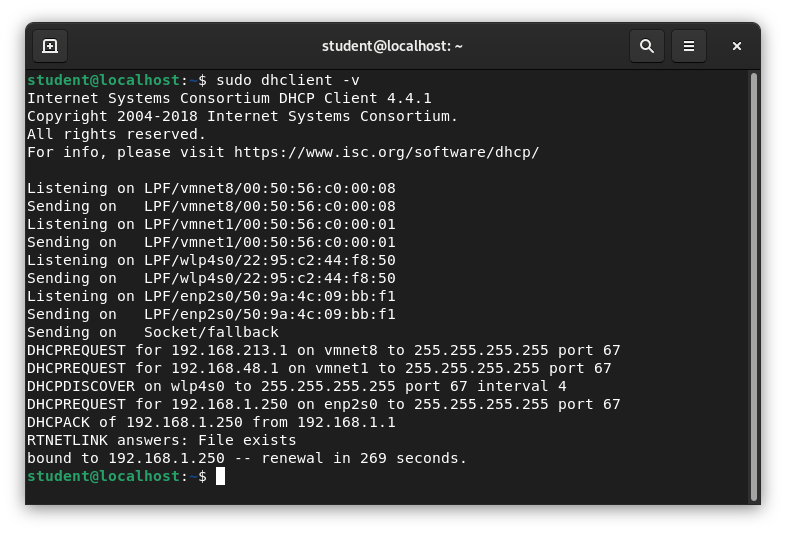 student@localhost: ~
student@localhost:~$ sudo dhclient -v
Internet Systems Consortium DHCP Client 4.4.1
Copyright 2004-2018 Internet Systems Consortium.
All rights reserved.
For info, please visit https://www.isc.org/software/dhcp/

Listening on LPF/vmnet8/00:50:56:c0:00:08
Sending on   LPF/vmnet8/00:50:56:c0:00:08
Listening on LPF/vmnet1/00:50:56:c0:00:01
Sending on   LPF/vmnet1/00:50:56:c0:00:01
Listening on LPF/wlp4s0/22:95:c2:44:f8:50
Sending on   LPF/wlp4s0/22:95:c2:44:f8:50
Listening on LPF/enp2s0/50:9a:4c:09:bb:f1
Sending on   LPF/enp2s0/50:9a:4c:09:bb:f1
Sending on   Socket/fallback
DHCPREQUEST for 192.168.213.1 on vmnet8 to 255.255.255.255 port 67
DHCPREQUEST for 192.168.48.1 on vmnet1 to 255.255.255.255 port 67
DHCPDISCOVER on wlp4s0 to 255.255.255.255 port 67 interval 4
DHCPREQUEST for 192.168.1.250 on enp2s0 to 255.255.255.255 port 67
DHCPACK of 192.168.1.250 from 192.168.1.1
RTNETLINK answers: File exists
bound to 192.168.1.250 -- renewal in 269 seconds.
student@localhost:~$